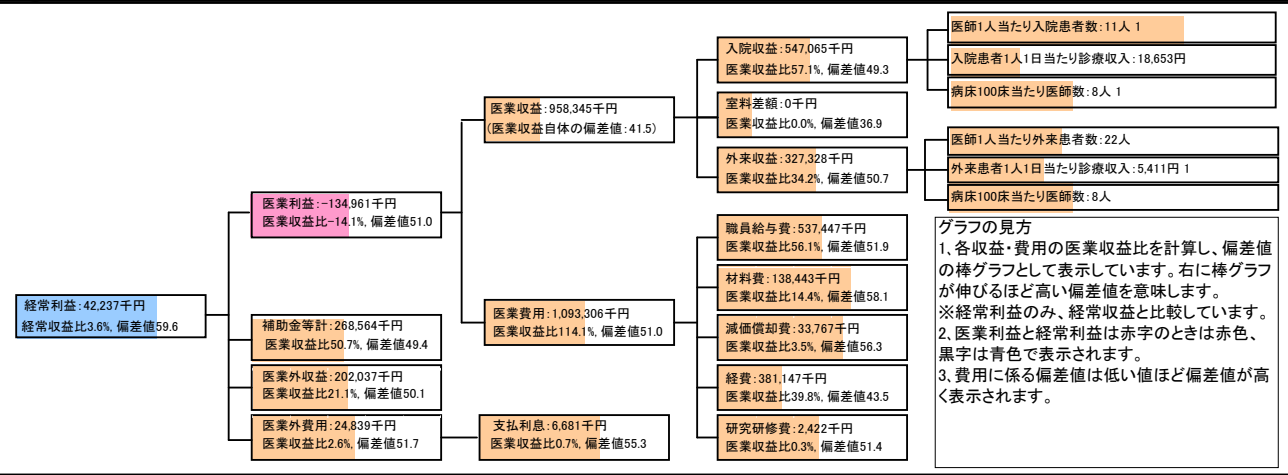 経常利益:42,237千円
経常収益比3.6%, 偏差値59.6
医業利益:-134,961千円
医業収益比-14.1%, 偏差値51.0
補助金等計:268,564千円
医業収益比50.7%, 偏差値49.4
医業外収益:202,037千円
医業収益比21.1%, 偏差値50.1
医業外費用:24,839千円
医業収益比2.6%, 偏差値51.7
医業収益:958,345千円
(医業収益自体の偏差値:41.5)
医業費用:1,093,306千円
医業収益比114.1%, 偏差値51.0
支払利息:6,681千円
医業収益比0.7%, 偏差値55.3
入院収益:547,065千円
医業収益比57.1%, 偏差値49.3
室料差額:0千円
医業収益比0.0%, 偏差値36.9
外来収益:327,328千円
医業収益比34.2%, 偏差値50.7
職員給与費:537,447千円
医業収益比56.1%, 偏差値51.9
材料費:138,443千円
医業収益比14.4%, 偏差値58.1
減価償却費:33,767千円
医業収益比3.5%, 偏差値56.3
経費:381,147千円
医業収益比39.8%, 偏差値43.5
研究研修費:2,422千円
医業収益比0.3%, 偏差値51.4
医師1人当たり入院患者数:11人 1
入院患者1人1日当たり診療収入:18,653円
病床100床当たり医師数:8人 1
医師1人当たり外来患者数:22人
外来患者1人1日当たり診療収入:5,411円 1
病床100床当たり医師数:8人
グラフの見方
1、各収益・費用の医業収益比を計算し、偏差値
の棒グラフとして表示しています。右に棒グラフ
が伸びるほど高い偏差値を意味します。
※経常利益のみ、経常収益と比較しています。
2、医業利益と経常利益は赤字のときは赤色、
黒字は青色で表示されます。
3、費用に係る偏差値は低い値ほど偏差値が高
く表示されます。